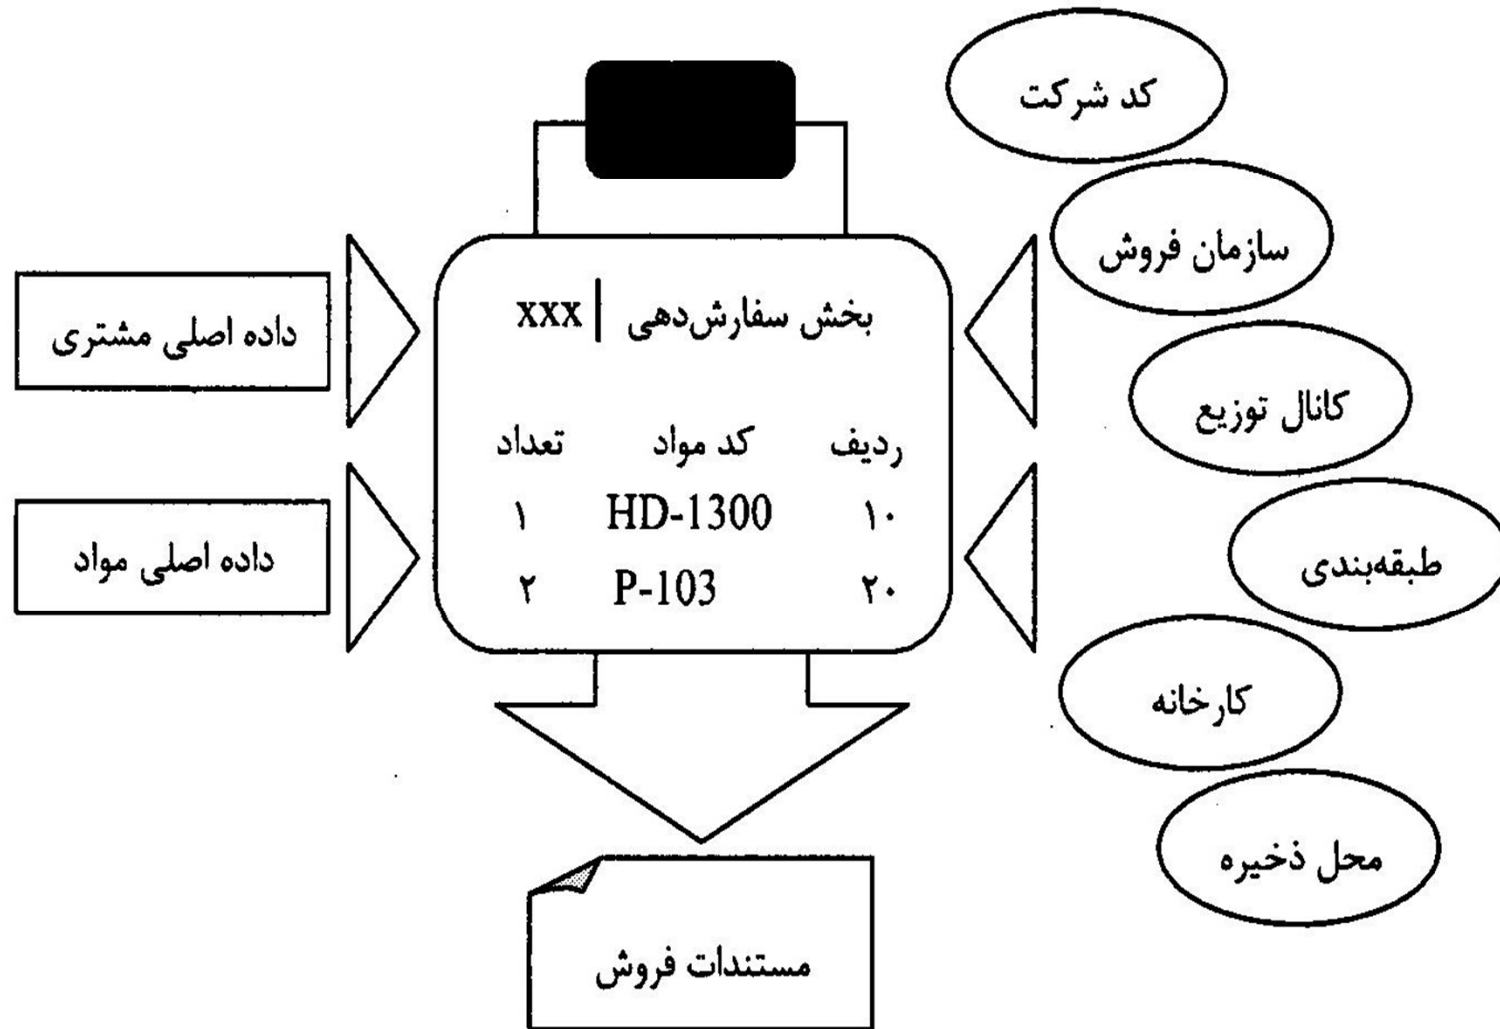 کد شرکت
سازمان فروش
کانال توزیع
طبقه‌بندی
کارخانه
محل ذخیره
بخش سفارش‌دهی | xxx
ردیف کد مواد تعداد
۱۰ HD-1300 ۱
۲۰ P-103 ۲
داده اصلی مشتری
داده اصلی مواد
مستندات فروش